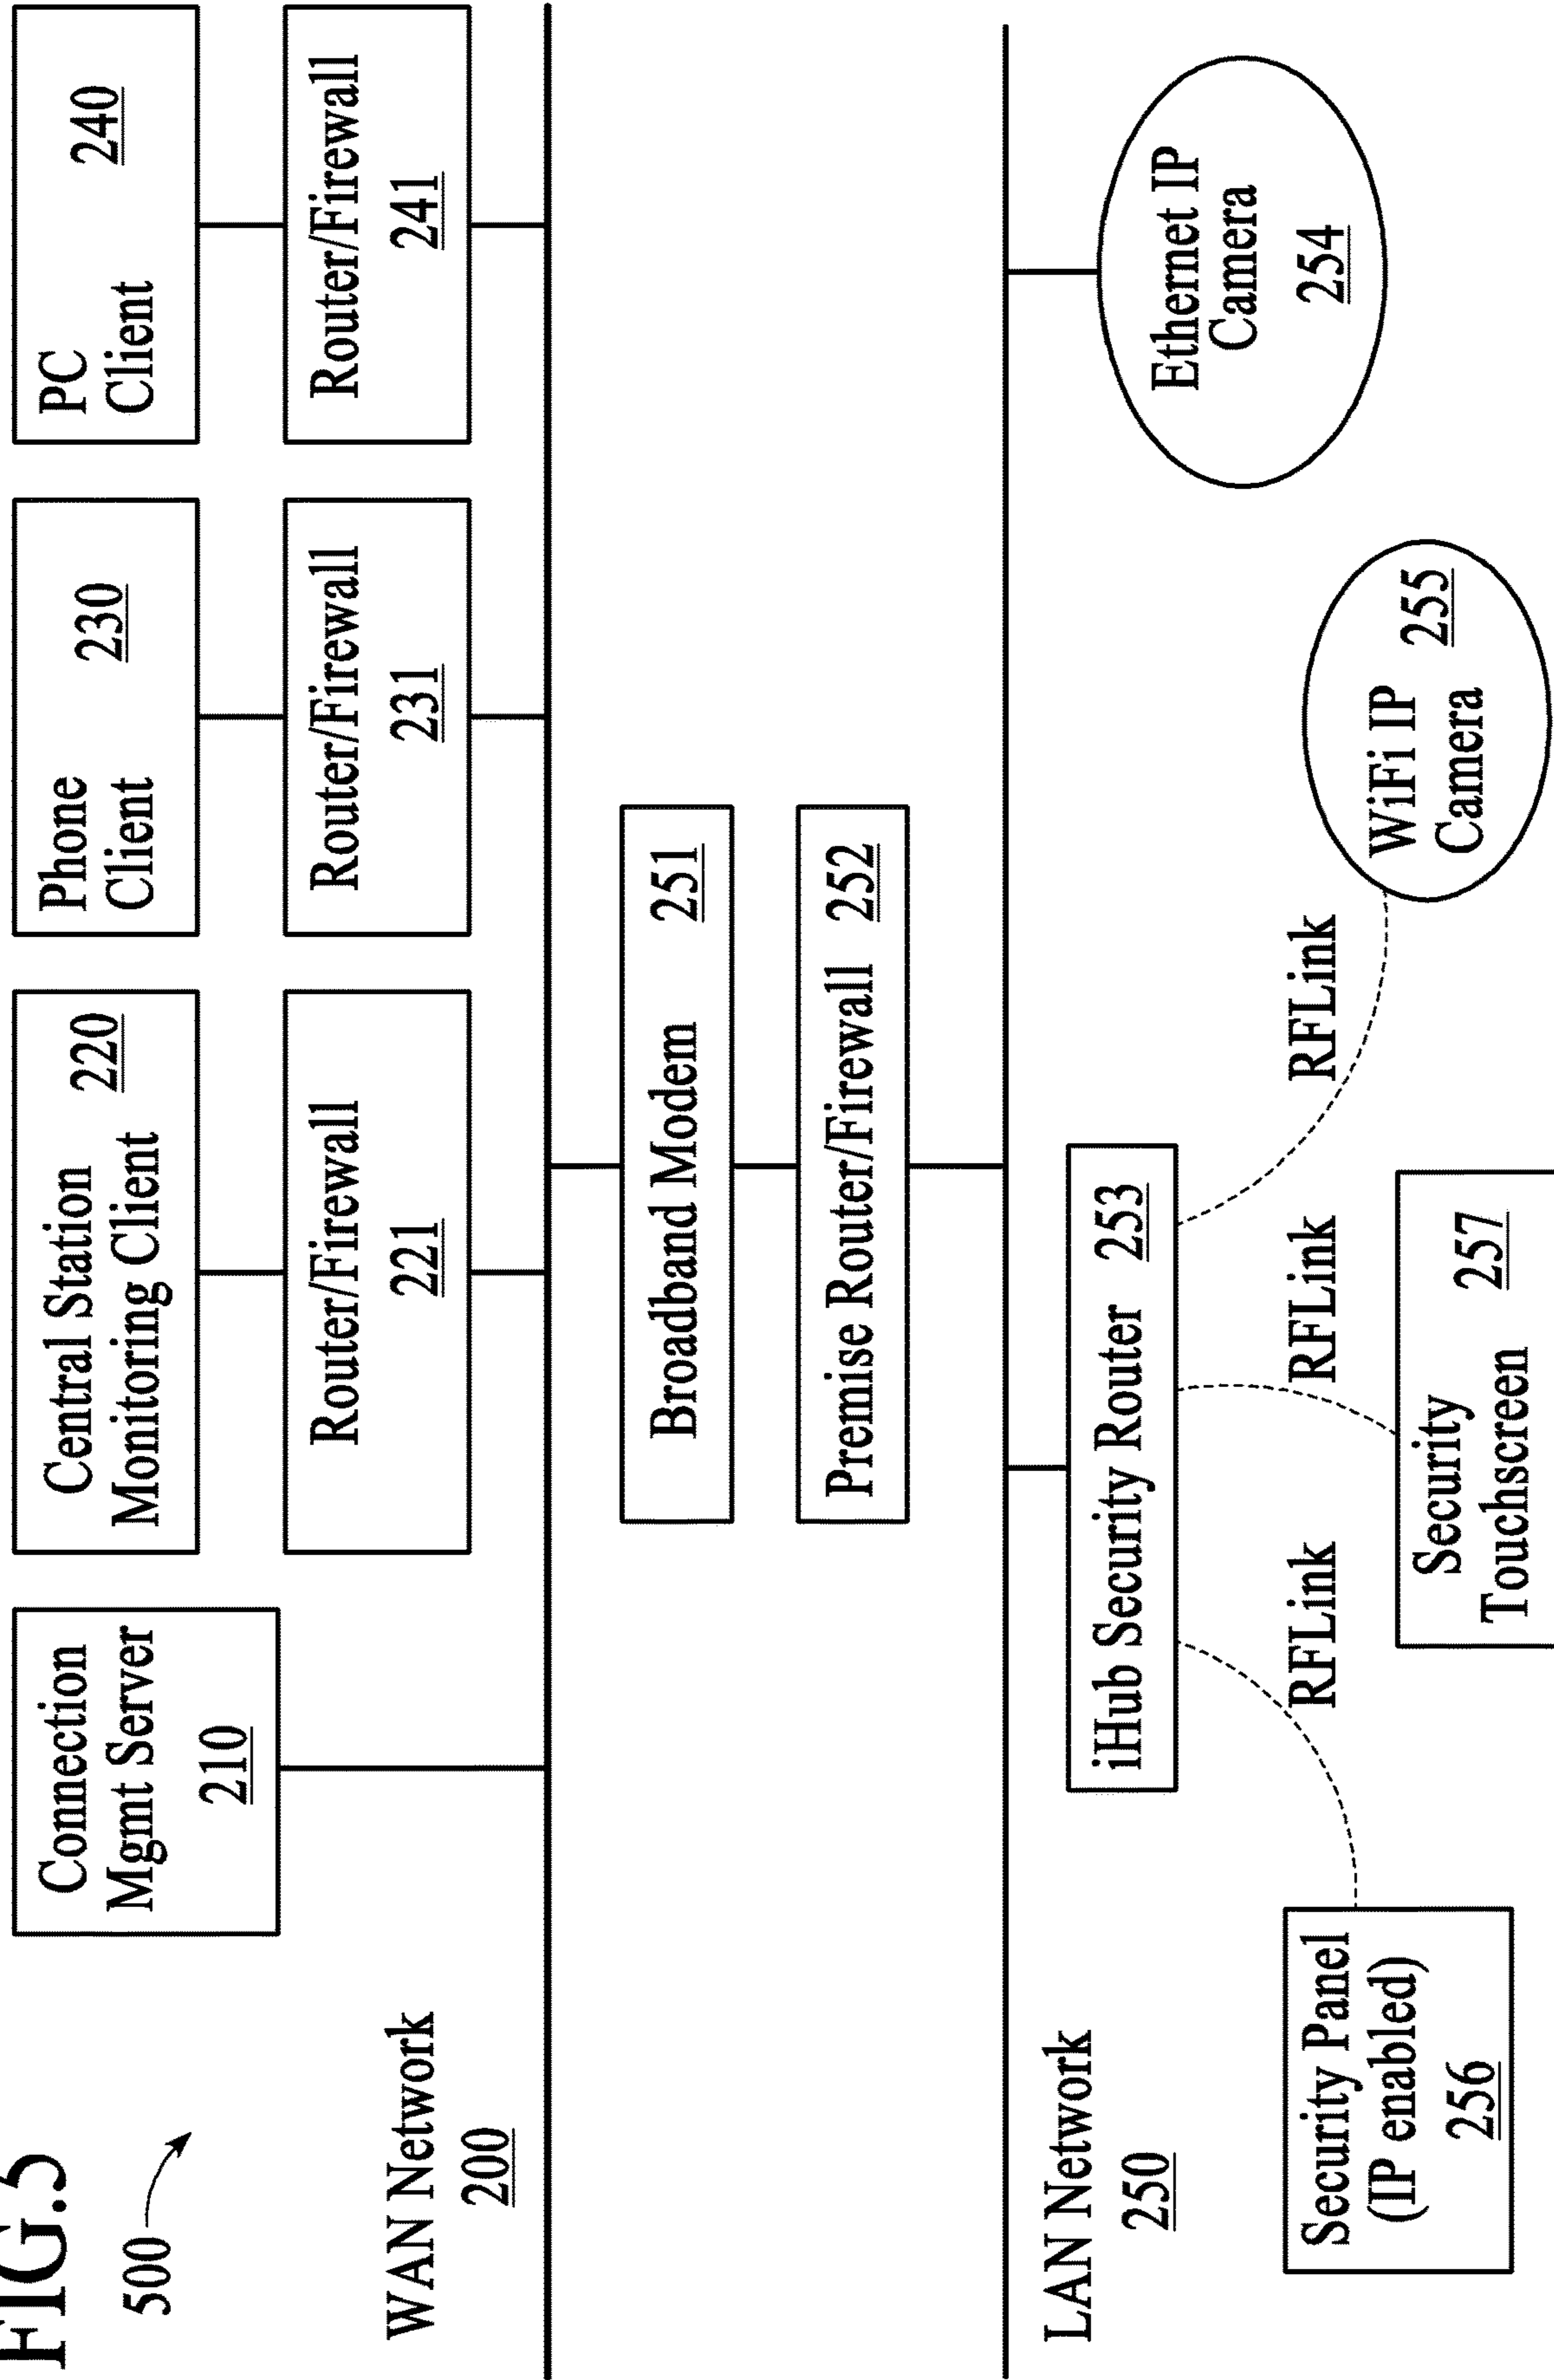 FIG.5
500
Connection
Mgmt Server
210
Central Station
Monitoring Client
220
Phone
Client
230
PC
Client
240
Router/Firewall
221
Router/Firewall
231
Router/Firewall
241
WAN Network
200
Broadband Modem 251
Premise Router/Firewall 252
LAN Network
250
iHub Security Router 253
Ethernet IP
Camera
254
RFLink
RFLink
RFLink
Security Panel
(IP enabled)
256
Security
Touchscreen
257
WiFi IP
Camera
255